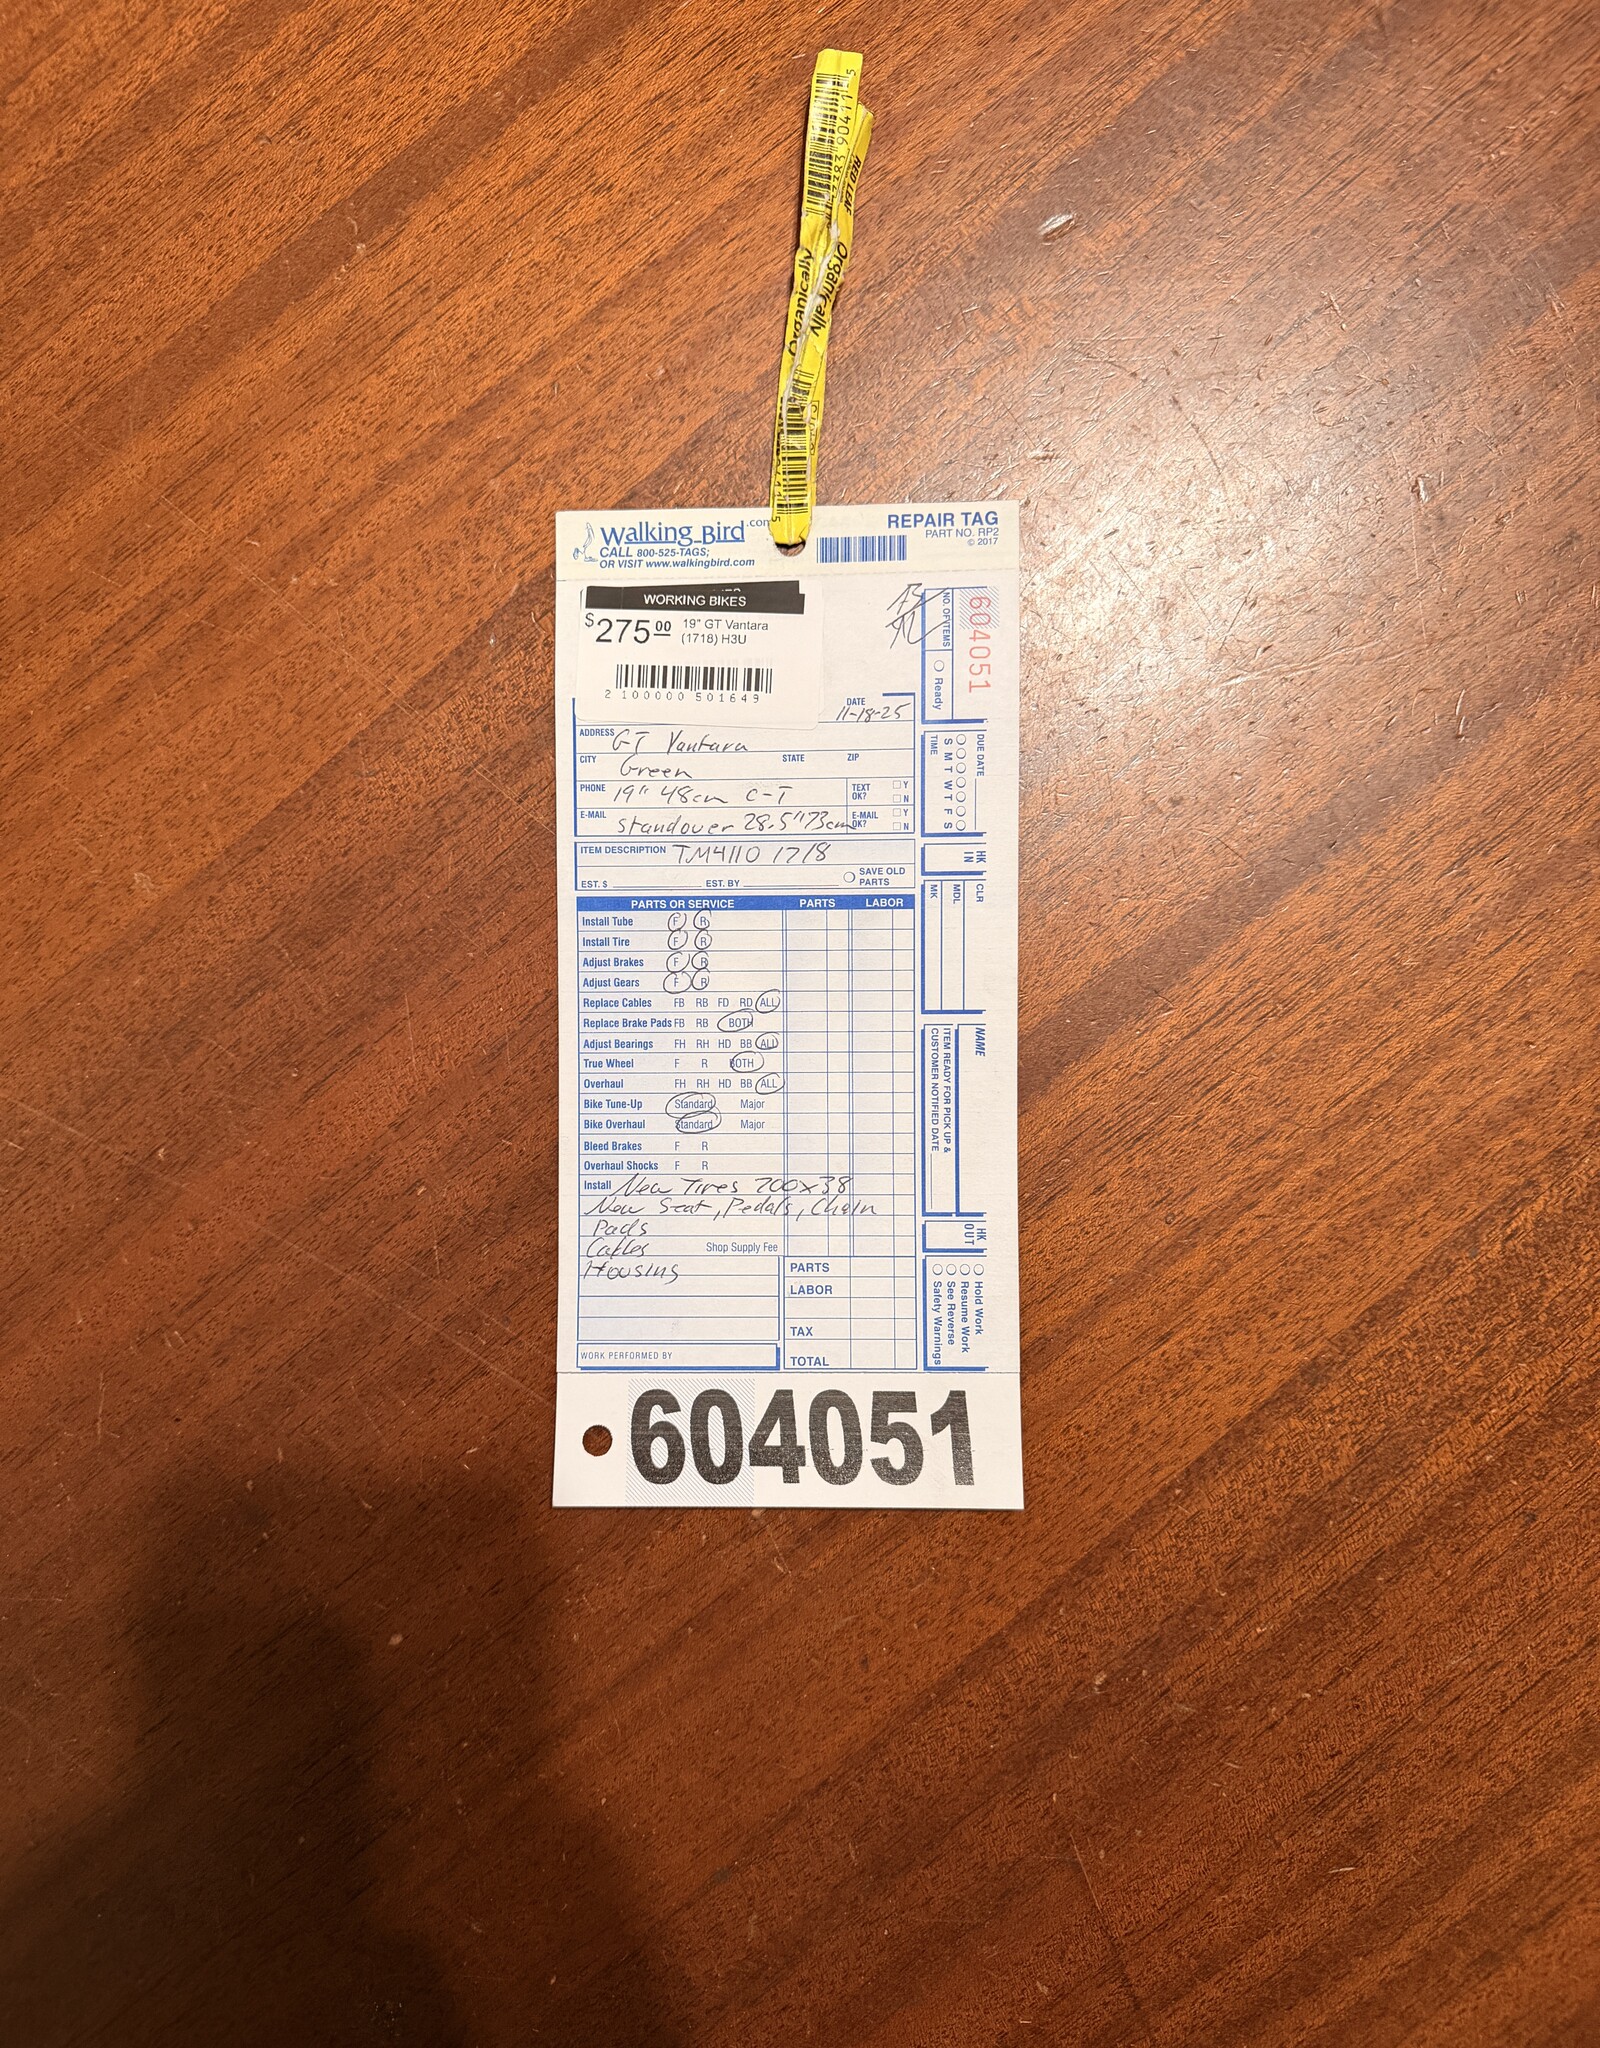 5
90411
RED LEAF
Organically
Organically
Walking Bird.com
CALL 800-525-TAGS;
OR VISIT www.walkingbird.com
REPAIR TAG
PART NO. RP2
© 2017
WORKING BIKES
$27500 19" GT Vantara
(1718) H3U
2 100000 501649
DATE
11-18-25
ADDRESS GT Vantara
CITY Green STATE ZIP
PHONE 19" 48cm C-T TEXT OK? Y N
E-MAIL Standover 28.5" 73cm E-MAIL OK? Y N
ITEM DESCRIPTION TM4110 1718
EST. $ EST. BY SAVE OLD PARTS
PARTS OR SERVICE PARTS LABOR
Install Tube F R
Install Tire F R
Adjust Brakes F R
Adjust Gears F R
Replace Cables FB RB FD RD ALL
Replace Brake Pads FB RB BOTH
Adjust Bearings FH RH HD BB ALL
True Wheel F R BOTH
Overhaul FH RH HD BB ALL
Bike Tune-Up Standard Major
Bike Overhaul Standard Major
Bleed Brakes F R
Overhaul Shocks F R
Install New Tires 700x38
New Seat, Pedals, Chain
Pads
Cables Shop Supply Fee
Housing
PARTS
LABOR
TAX
WORK PERFORMED BY
TOTAL
604051
NO. OF ITEMS
Ready
DUE DATE
S M T W T F S
TIME
HK IN
CLR
MDL
MK
NAME
ITEM READY FOR PICK UP &
CUSTOMER NOTIFIED DATE
HK OUT
Hold Work
Resume Work
See Reverse
Safety Warnings
604051